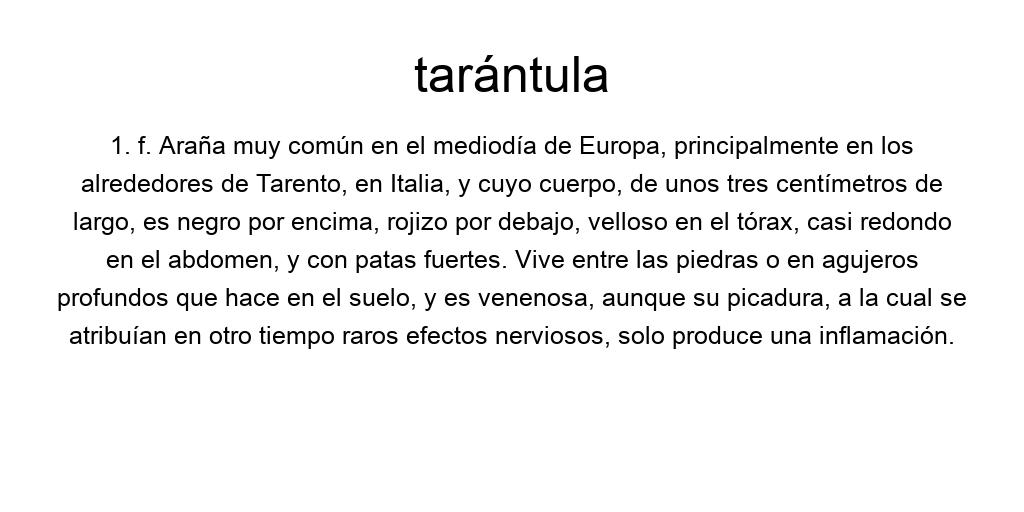 tarántula
1. f. Araña muy común en el mediodía de Europa, principalmente en los
alrededores de Tarento, en Italia, y cuyo cuerpo, de unos tres centímetros de
largo, es negro por encima, rojizo por debajo, velloso en el tórax, casi redondo
en el abdomen, y con patas fuertes. Vive entre las piedras o en agujeros
profundos que hace en el suelo, y es venenosa, aunque su picadura, a la cual se
atribuían en otro tiempo raros efectos nerviosos, solo produce una inflamación.